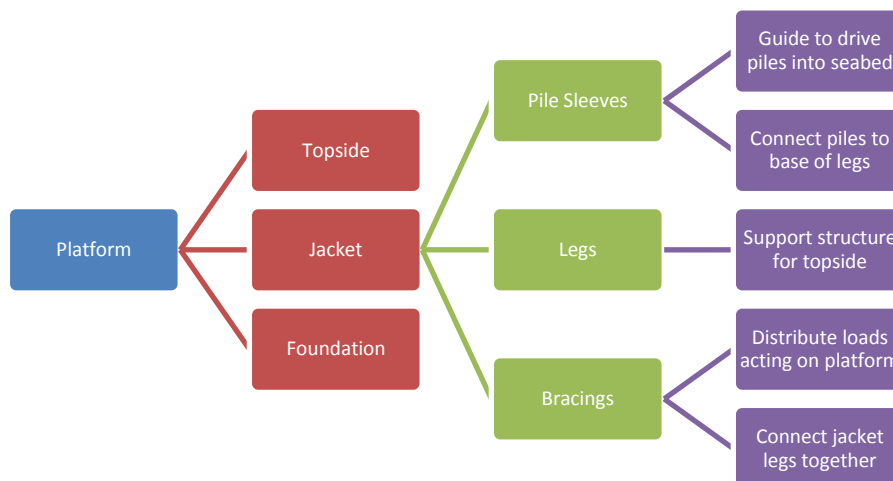 Platform
Topside
Jacket
Foundation
Pile Sleeves
Legs
Bracings
Guide to drive
piles into seabed
Connect piles to
base of legs
Support structure
for topside
Distribute loads
acting on platform
Connect jacket
legs together